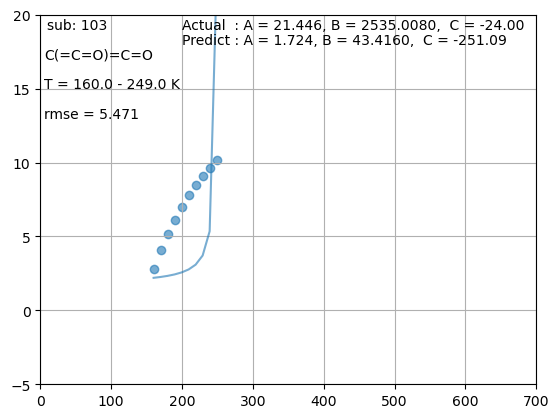 sub: 103
Actual : A = 21.446, B = 2535.0080, C = -24.00
Predict : A = 1.724, B = 43.4160, C = -251.09
C(=C=O)=C=O
T = 160.0 - 249.0 K
rmse = 5.471
20
15
10
5
0
−5
0 100 200 300 400 500 600 700